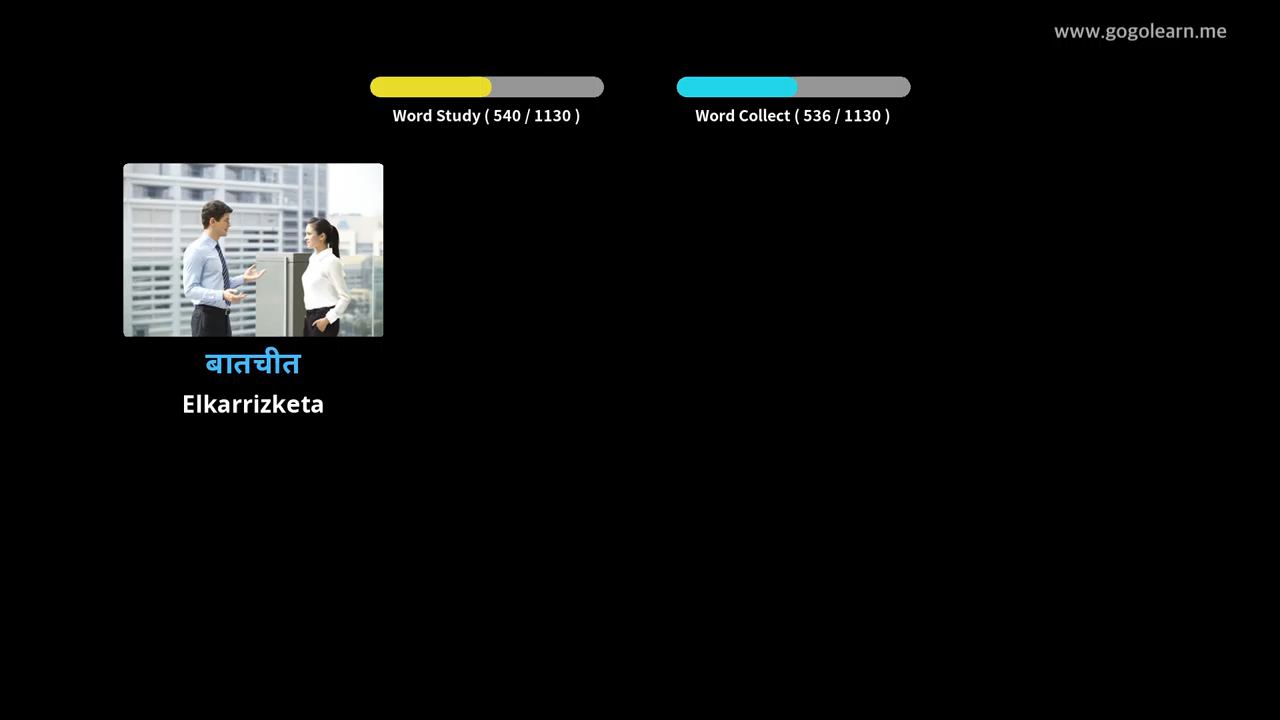 www.gogolearn.me
Word Study ( 540 / 1130 )
Word Collect ( 536 / 1130 )
बातचीत
Elkarrizketa